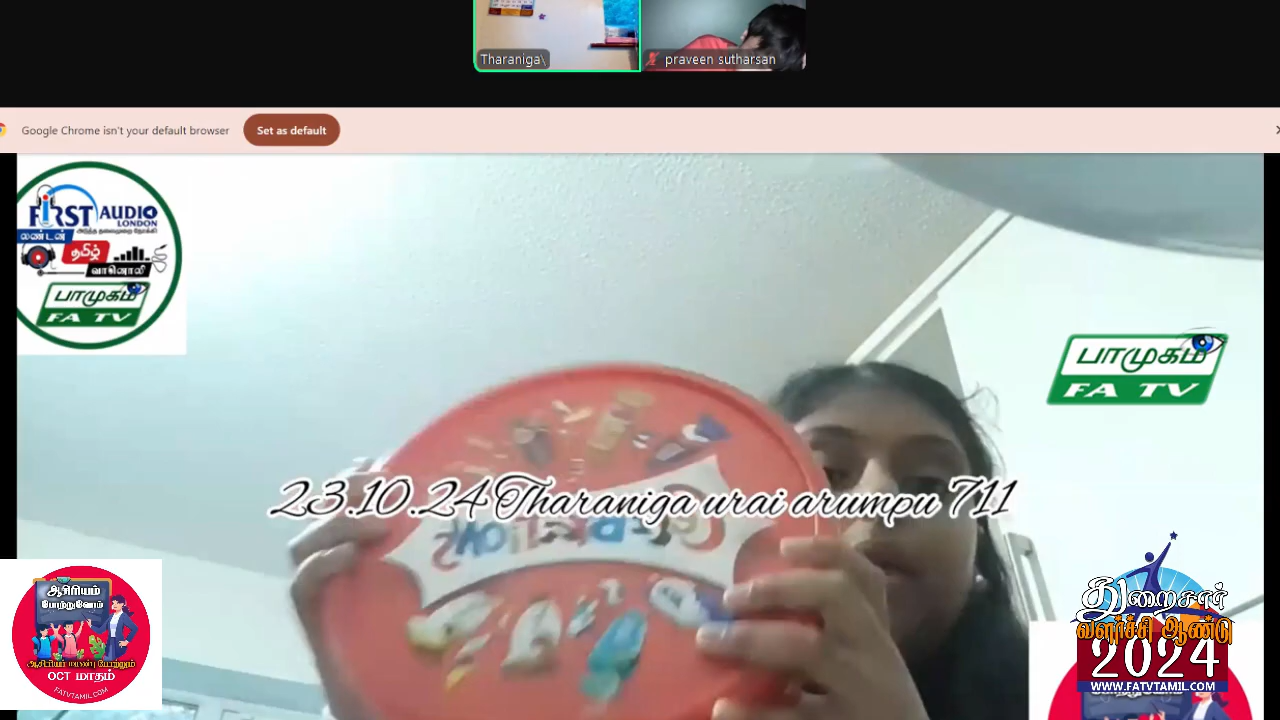 Tharaniga\
praveen sutharsan
Google Chrome isn't your default browser
Set as default
FIRST AUDIO
LONDON
லண்டன்
தமிழ்
வானொலி
பாமுகம்
FA TV
பாமுகம்
FA TV
23.10.24 Tharaniga urai arumpu 711
CELEBRATIONS
ஆசிரியம்
போற்றுவோம்
OCT மாதம்
FATVTAMIL.COM
துறைசார்
வளர்ச்சி ஆண்டு
2024
WWW.FATVTAMIL.COM